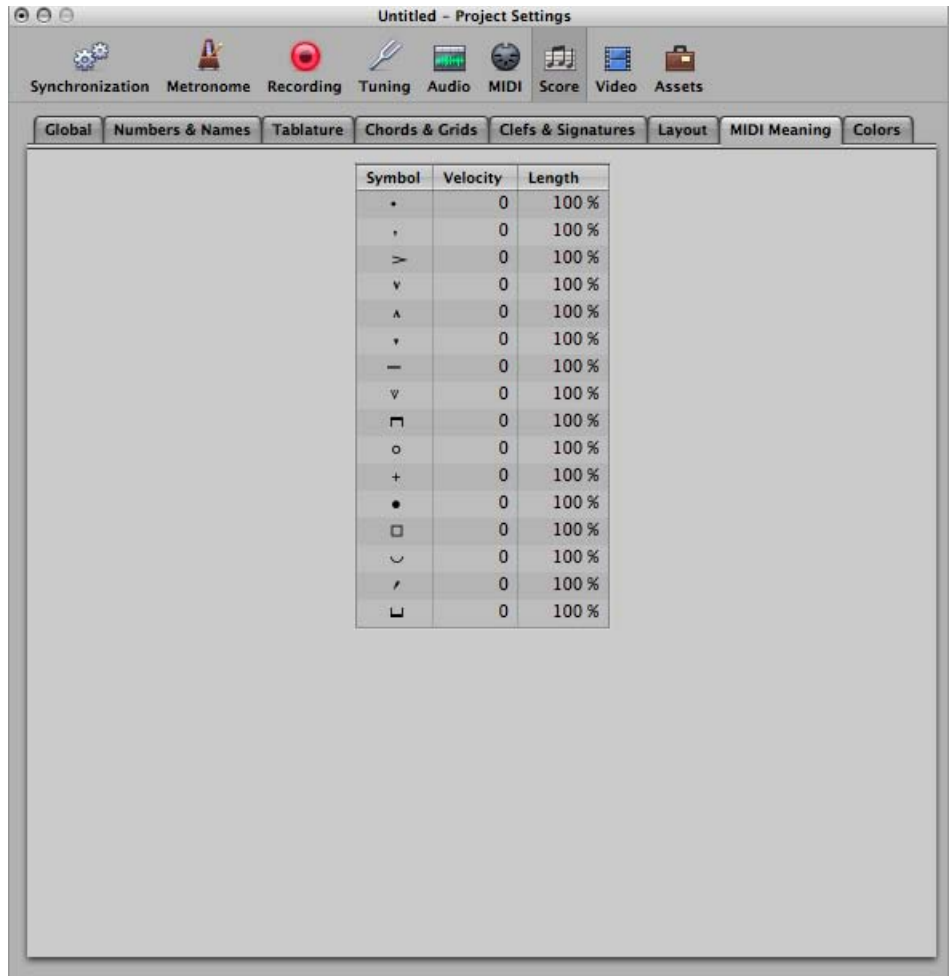 Untitled – Project Settings
Synchronization Metronome Recording Tuning Audio MIDI Score Video Assets
Global Numbers & Names Tablature Chords & Grids Clefs & Signatures Layout MIDI Meaning Colors
Symbol Velocity Length
0 100 %
0 100 %
> 0 100 %
v 0 100 %
ʌ 0 100 %
0 100 %
— 0 100 %
0 100 %
0 100 %
o 0 100 %
+ 0 100 %
● 0 100 %
□ 0 100 %
0 100 %
0 100 %
0 100 %